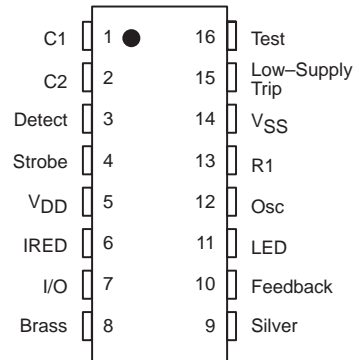 C1 1 16 Test
C2 2 15 Low–Supply Trip
Detect 3 14 VSS
Strobe 4 13 R1
VDD 5 12 Osc
IRED 6 11 LED
I/O 7 10 Feedback
Brass 8 9 Silver